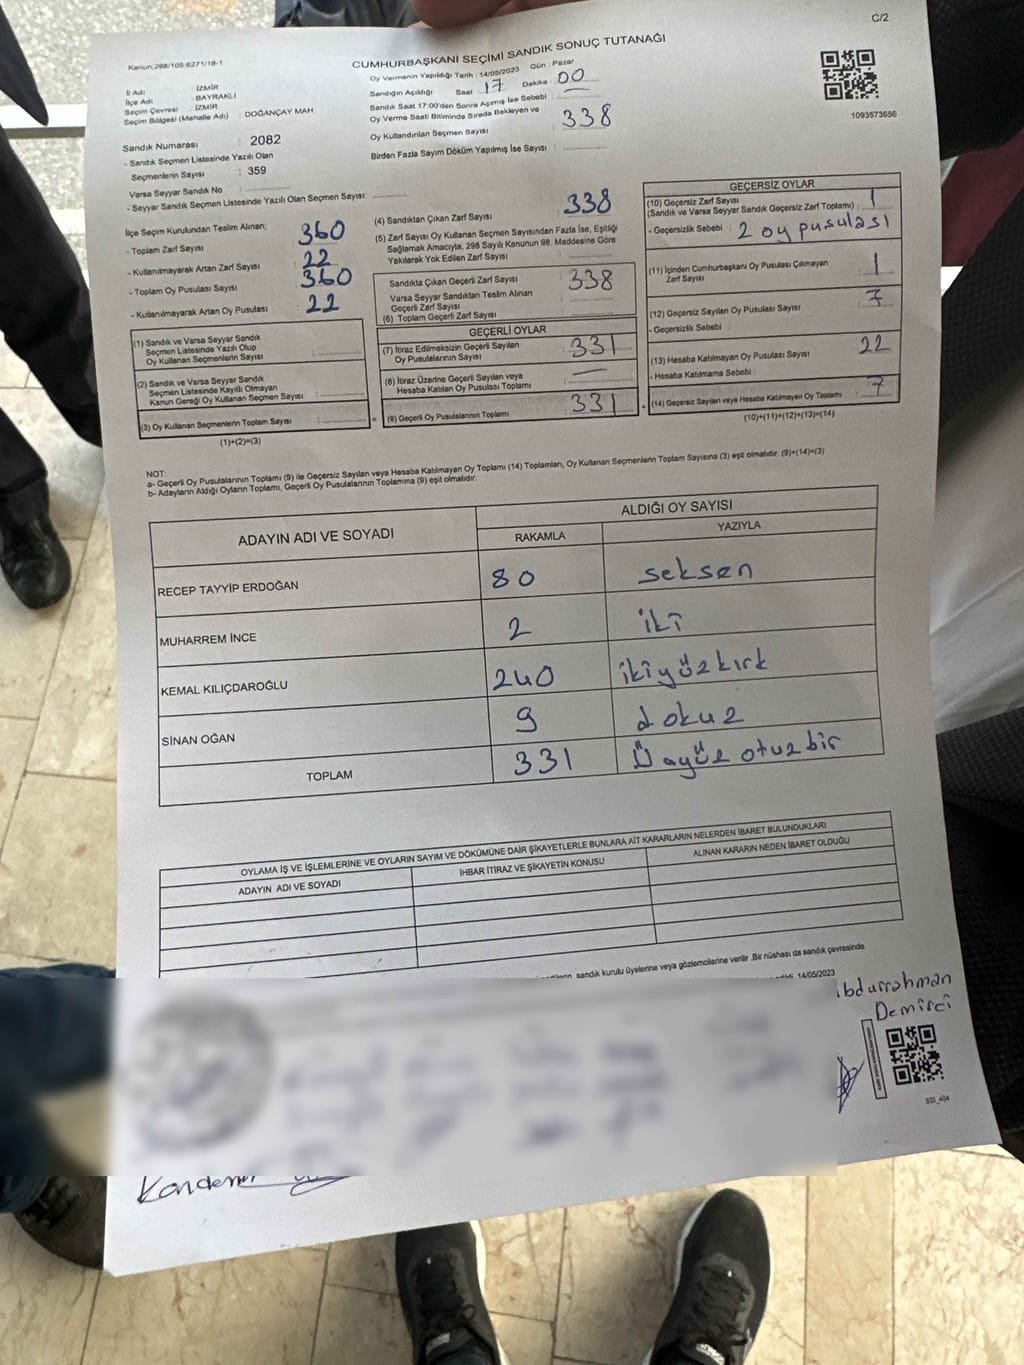 C/2
Kanun,298/105:6271/18-1
CUMHURBAŞKANI SEÇİMİ SANDIK SONUÇ TUTANAĞI
Oy Vermenin Yapıldığı Tarih : 14/05/2023 Gün : Pazar
İl Adı : İZMİR
İlçe Adı : BAYRAKLI
Seçim Çevresi : İZMİR
Seçim Bölgesi (Mahalle Adı) : DOĞANÇAY MAH.
Sandığın Açıldığı Saat 17 Dakika : 00
Sandık Saat 17:00'den Sonra Açılmış İse Sebebi :
Oy Verme Saati Bitiminde Sırada Bekleyen ve
Oy Kullandırılan Seçmen Sayısı : 338
Birden Fazla Sayım Döküm Yapılmış İse Sayısı :
1093573656
Sandık Numarası : 2082
- Sandık Seçmen Listesinde Yazılı Olan
Seçmenlerin Sayısı : 359
Varsa Seyyar Sandık No :
- Seyyar Sandık Seçmen Listesinde Yazılı Olan Seçmen Sayısı:
İlçe Seçim Kurulundan Teslim Alınan;
- Toplam Zarf Sayısı : 360
- Kullanılmayarak Artan Zarf Sayısı : 22
- Toplam Oy Pusulası Sayısı : 360
- Kullanılmayarak Artan Oy Pusulası : 22
(1) Sandık ve Varsa Seyyar Sandık
Seçmen Listesinde Yazılı Olup
Oy Kullanan Seçmenlerin Sayısı :
(2) Sandık ve Varsa Seyyar Sandık
Seçmen Listesinde Kayıtlı Olmayan
Kanun Gereği Oy Kullanan Seçmen Sayısı :
(3) Oy Kullanan Seçmenlerin Toplam Sayısı :
(1)+(2)=(3)
(4) Sandıktan Çıkan Zarf Sayısı : 338
(5) Zarf Sayısı Oy Kullanan Seçmen Sayısından Fazla İse, Eşitliği
Sağlamak Amacıyla, 298 Sayılı Kanunun 98. Maddesine Göre
Yakılarak Yok Edilen Zarf Sayısı :
Sandıkta Çıkan Geçerli Zarf Sayısı : 338
Varsa Seyyar Sandıktan Teslim Alınan
Geçerli Zarf Sayısı :
(6) Toplam Geçerli Zarf Sayısı :
GEÇERLİ OYLAR
(7) İtiraz Edilmeksizin Geçerli Sayılan
Oy Pusulalarının Sayısı : 331
(8) İtiraz Üzerine Geçerli Sayılan veya
Hesaba Katılan Oy Pusulası Toplamı : —
(9) Geçerli Oy Pusulalarının Toplamı : 331
=
+
GEÇERSİZ OYLAR
(10) Geçersiz Zarf Sayısı
(Sandık ve Varsa Seyyar Sandık Geçersiz Zarf Toplamı) : 1
- Geçersizlik Sebebi : 2 oy pusulası
(11) İçinden Cumhurbaşkanı Oy Pusulası Çıkmayan
Zarf Sayısı : 1
(12) Geçersiz Sayılan Oy Pusulası Sayısı : 7
- Geçersizlik Sebebi :
(13) Hesaba Katılmayan Oy Pusulası Sayısı : 22
- Hesaba Katılmama Sebebi :
(14) Geçersiz Sayılan veya Hesaba Katılmayan Oy Toplamı : 7
(10)+(11)+(12)+(13)=(14)
NOT:
a- Geçerli Oy Pusulalarının Toplamı (9) ile Geçersiz Sayılan veya Hesaba Katılmayan Oy Toplamı (14) Toplamları, Oy Kullanan Seçmenlerin Toplam Sayısına (3) eşit olmalıdır. (9)+(14)=(3)
b- Adayların Aldığı Oyların Toplamı, Geçerli Oy Pusulalarının Toplamına (9) eşit olmalıdır.
ADAYIN ADI VE SOYADI
ALDIĞI OY SAYISI
RAKAMLA YAZIYLA
RECEP TAYYİP ERDOĞAN 80 seksen
MUHARREM İNCE 2 iki
KEMAL KILIÇDAROĞLU 240 ikiyüzkırk
SİNAN OĞAN 9 dokuz
TOPLAM 331 Üçyüz otuzbir
OYLAMA İŞ VE İŞLEMLERİNE VE OYLARIN SAYIM VE DÖKÜMÜNE DAİR ŞİKAYETLERLE BUNLARA AİT KARARLARIN NELERDEN İBARET BULUNDUKLARI
ADAYIN ADI VE SOYADI
İHBAR İTİRAZ VE ŞİKAYETİN KONUSU
ALINAN KARARIN NEDEN İBARET OLDUĞU
sandık kurulu üyelerine veya gözlemcilerine verilir .Bir nüshası da sandık çevresinde
14/05/2023
bdurrahman
Demirci
SSI_404